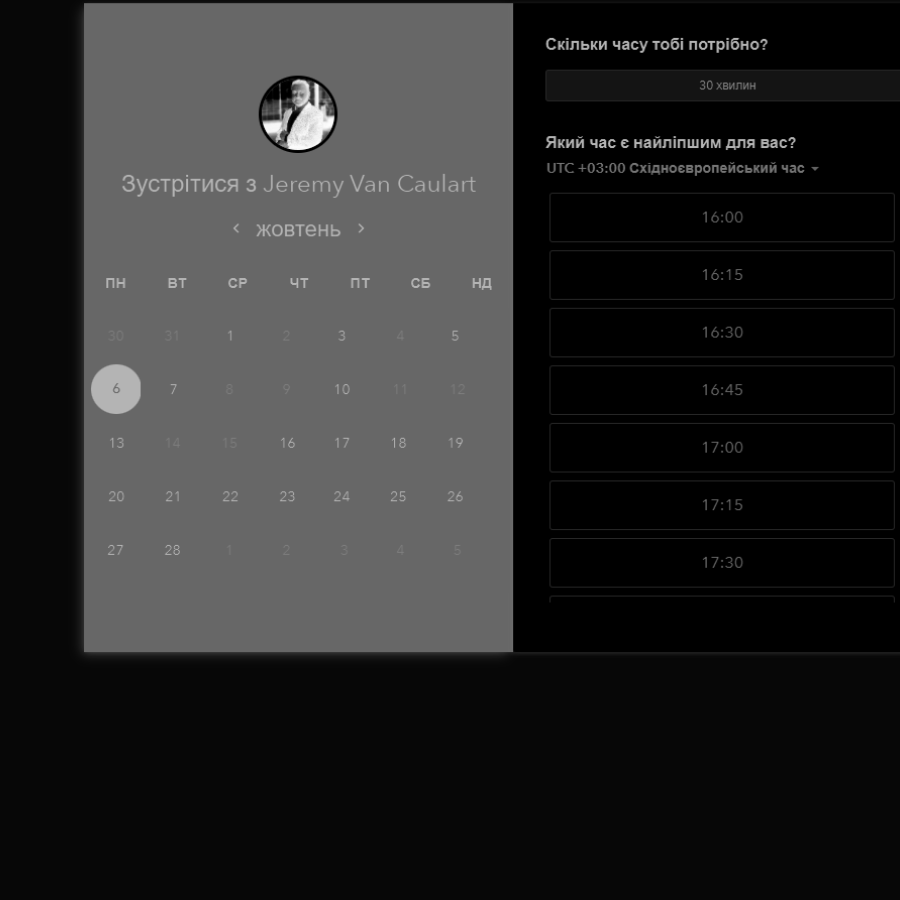 Зустрітися з Jeremy Van Caulart
жовтень
ПН ВТ СР ЧТ ПТ СБ НД
30 31 1 2 3 4 5
6 7 8 9 10 11 12
13 14 15 16 17 18 19
20 21 22 23 24 25 26
27 28 1 2 3 4 5
Скільки часу тобі потрібно?
30 хвилин
Який час є найліпшим для вас?
UTC +03:00 Східноєвропейський час
16:00
16:15
16:30
16:45
17:00
17:15
17:30